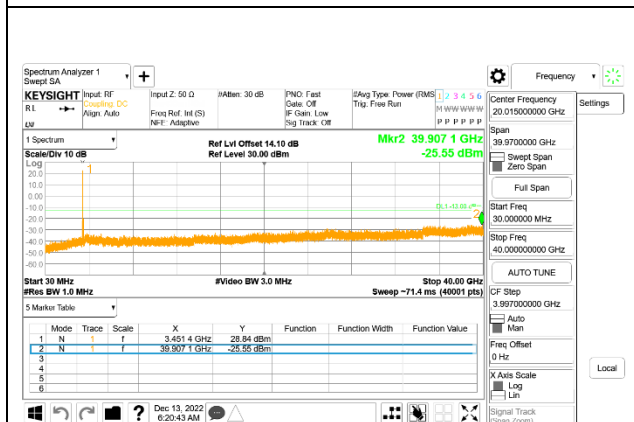 Spectrum Analyzer 1
Swept SA
+
Frequency
KEYSIGHT Input: RF Input Z: 50 Ω #Atten: 30 dB PNO: Fast #Avg Type: Power (RMS 1 2 3 4 5 6
RL Coupling: DC Gate: Off Trig: Free Run M W W W W W
Align: Auto Freq Ref: Int (S) IF Gain: Low
NFE: Adaptive Sig Track: Off P P P P P P
Center Frequency
20.015000000 GHz
Settings
1 Spectrum
Scale/Div 10 dB
Ref Lvl Offset 14.10 dB
Ref Level 30.00 dBm
Mkr2 39.907 1 GHz
-25.55 dBm
Span
39.9700000 GHz
Swept Span
Zero Span
Full Span
Log
20.0
10.0
0.00
-10.0
-20.0
-30.0
-40.0
-50.0
-60.0
1
2
Start Freq
30.000000 MHz
Stop Freq
40.000000000 GHz
AUTO TUNE
Start 30 MHz #Video BW 3.0 MHz Stop 40.00 GHz
#Res BW 1.0 MHz Sweep ~71.4 ms (40001 pts)
CF Step
3.997000000 GHz
Auto
Man
5 Marker Table
Mode Trace Scale X Y Function Function Width Function Value
1 N 1 f 3.451 4 GHz 28.84 dBm
2 N 1 f 39.907 1 GHz -25.55 dBm
3
4
5
6
Freq Offset
0 Hz
X Axis Scale
Log
Lin
Local
Signal Track
(Span Zoom)
? Dec 13, 2022
6:20:43 AM